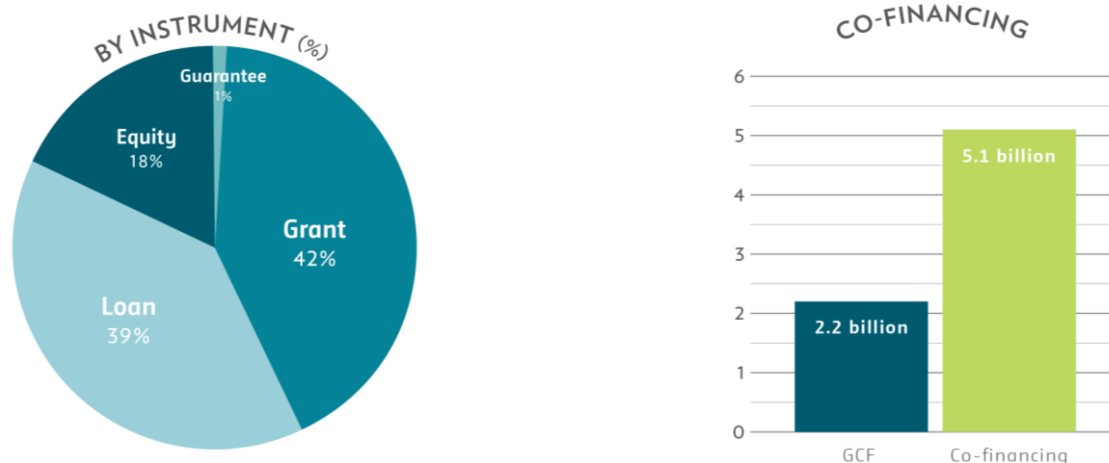 BY INSTRUMENT (%)
Guarantee
1%
Equity
18%
Grant
42%
Loan
39%
CO-FINANCING
6
5
4
3
2
1
0
5.1 billion
2.2 billion
GCF
Co-financing